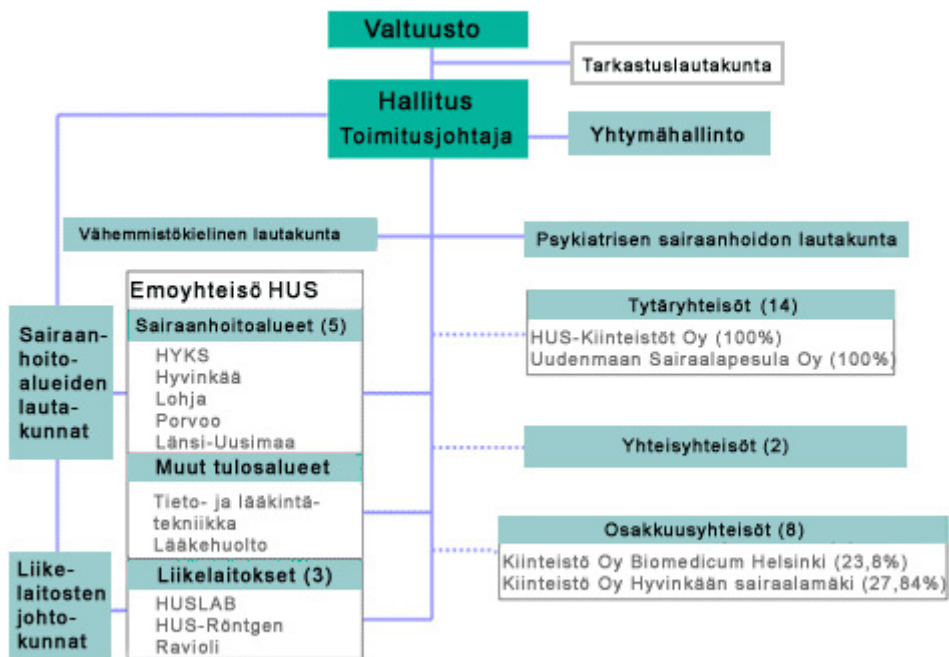 Valtuusto
Tarkastuslautakunta
Hallitus
Toimitusjohtaja
Yhtymähallinto
Vähemmistökielinen lautakunta
Psykiatrisen sairaanhoidon lautakunta
Sairaan-
hoito-
alueiden
lauta-
kunnat
Liike-
laitosten
johto-
kunnat
Emoyhteisö HUS
Sairaanhoitoalueet (5)
HYKS
Hyvinkää
Lohja
Porvoo
Länsi-Uusimaa
Muut tulosalueet
Tieto- ja lääkintä-
tekniikka
Lääkehuolto
Liikelaitokset (3)
HUSLAB
HUS-Röntgen
Ravioli
Tytäryhteisöt (14)
HUS-Kiinteistöt Oy (100%)
Uudenmaan Sairaalapesula Oy (100%)
Yhteisyhteisöt (2)
Osakkuusyhteisöt (8)
Kiinteistö Oy Biomedicum Helsinki (23,8%)
Kiinteistö Oy Hyvinkään sairaalamäki (27,84%)